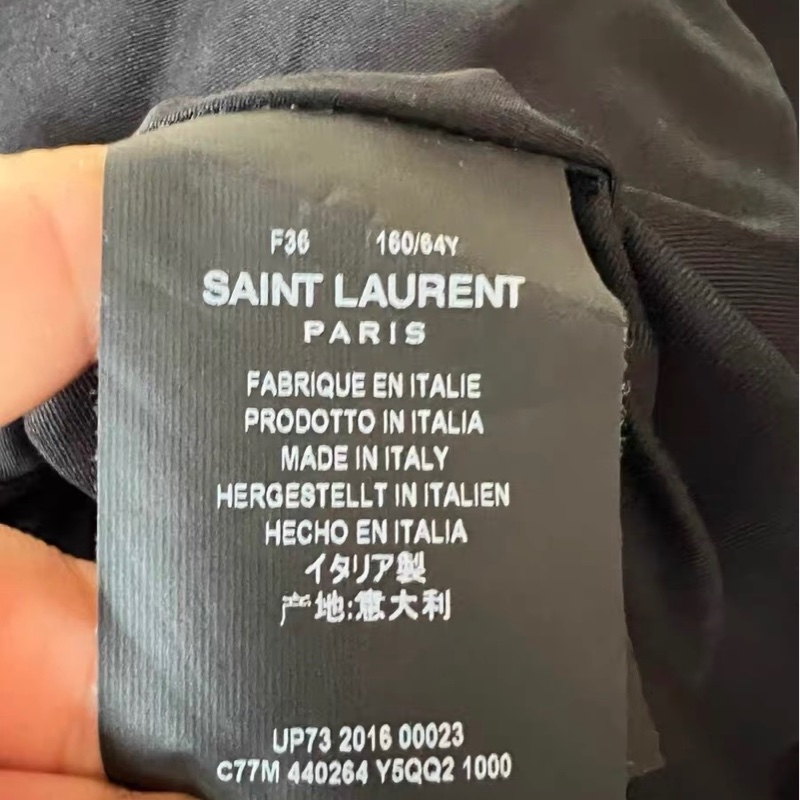 F36 160/64Y
SAINT LAURENT
PARIS
FABRIQUE EN ITALIE
PRODOTTO IN ITALIA
MADE IN ITALY
HERGESTELLT IN ITALIEN
HECHO EN ITALIA
イタリア製
产地:意大利
UP73 2016 00023
C77M 440264 Y5QQ2 1000